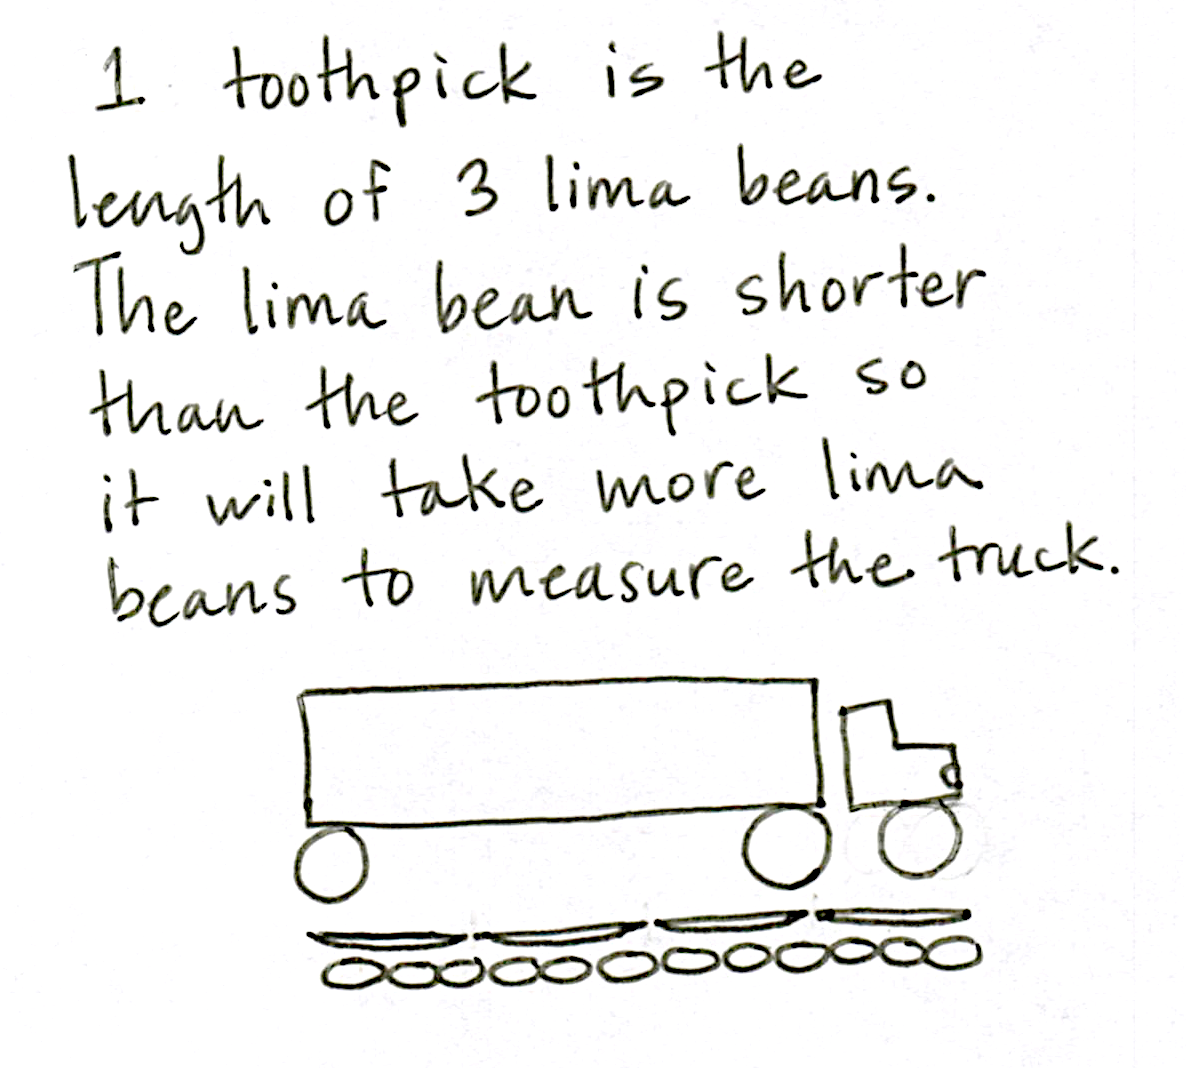 1 toothpick is the
length of 3 lima beans.
The lima bean is shorter
than the toothpick so
it will take more lima
beans to measure the truck.